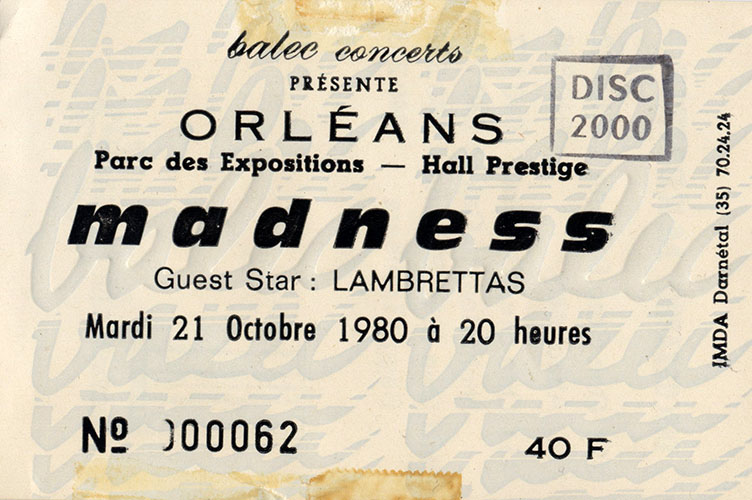 balec concerts
PRÉSENTE
ORLÉANS
Parc des Expositions — Hall Prestige
madness
Guest Star : LAMBRETTAS
Mardi 21 Octobre 1980 à 20 heures
Nº 000062
40 F
DISC
2000
IMDA Darnétal (35) 70.24.24